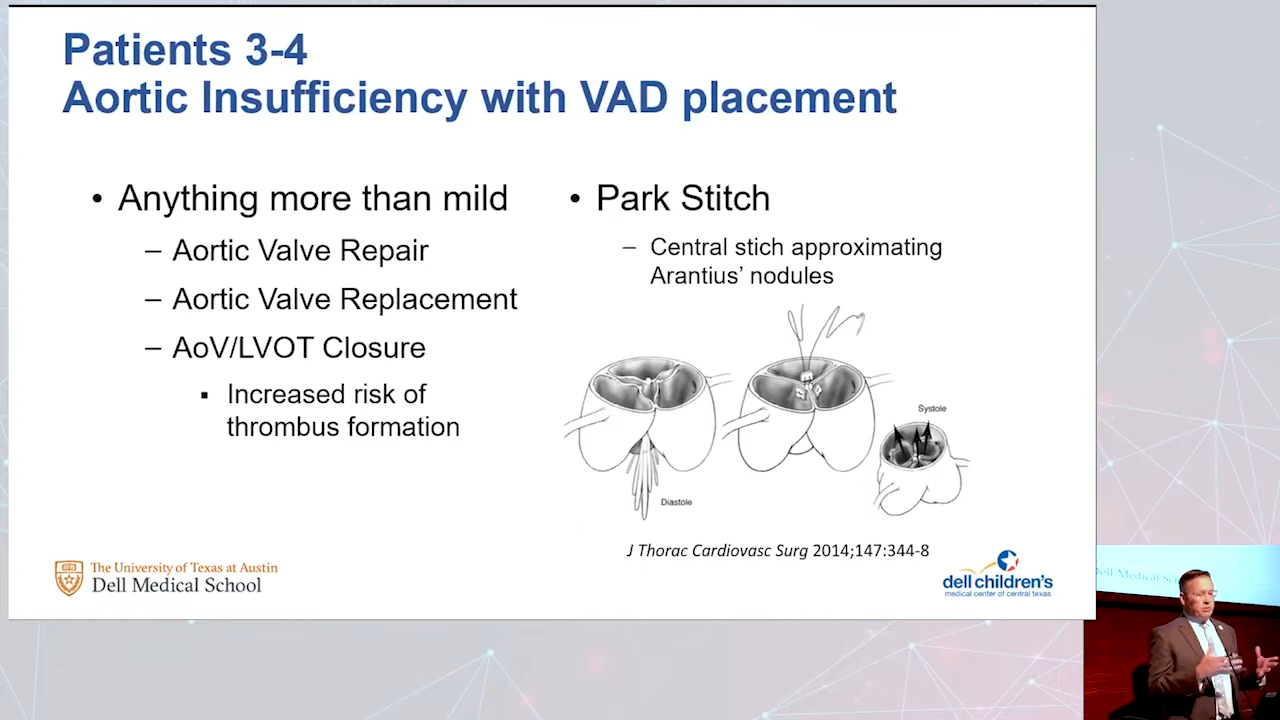 Patients 3-4
Aortic Insufficiency with VAD placement
• Anything more than mild
– Aortic Valve Repair
– Aortic Valve Replacement
– AoV/LVOT Closure
▪ Increased risk of
thrombus formation
• Park Stitch
– Central stich approximating
Arantius’ nodules
Diastole
Systole
J Thorac Cardiovasc Surg 2014;147:344-8
The University of Texas at Austin
Dell Medical School
dell children's
medical center of central texas
Dell Medical